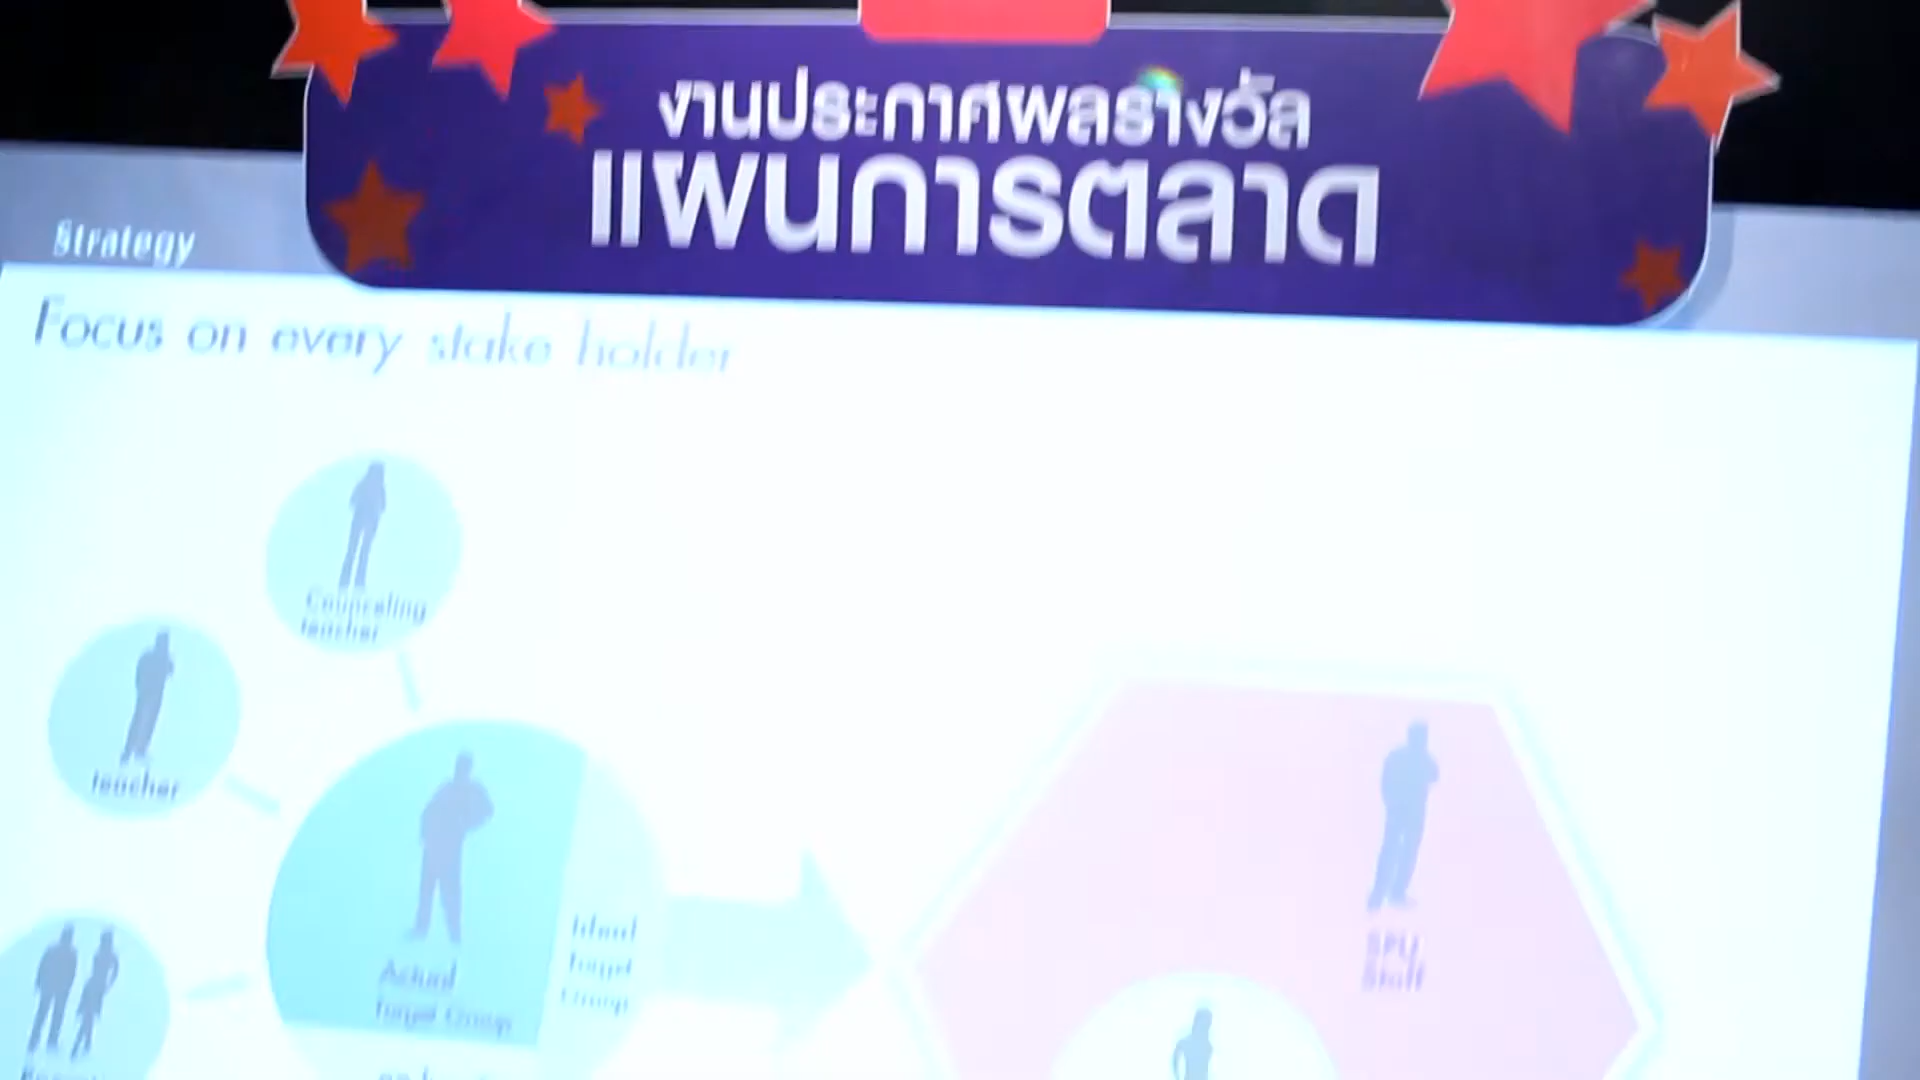 งานประกาศผลรางวัล
แผนการตลาด
Strategy
Focus on every stake holder
Counseling
teacher
teacher
Actual
Target Group
Ideal
Target
Group
SPU
Staff